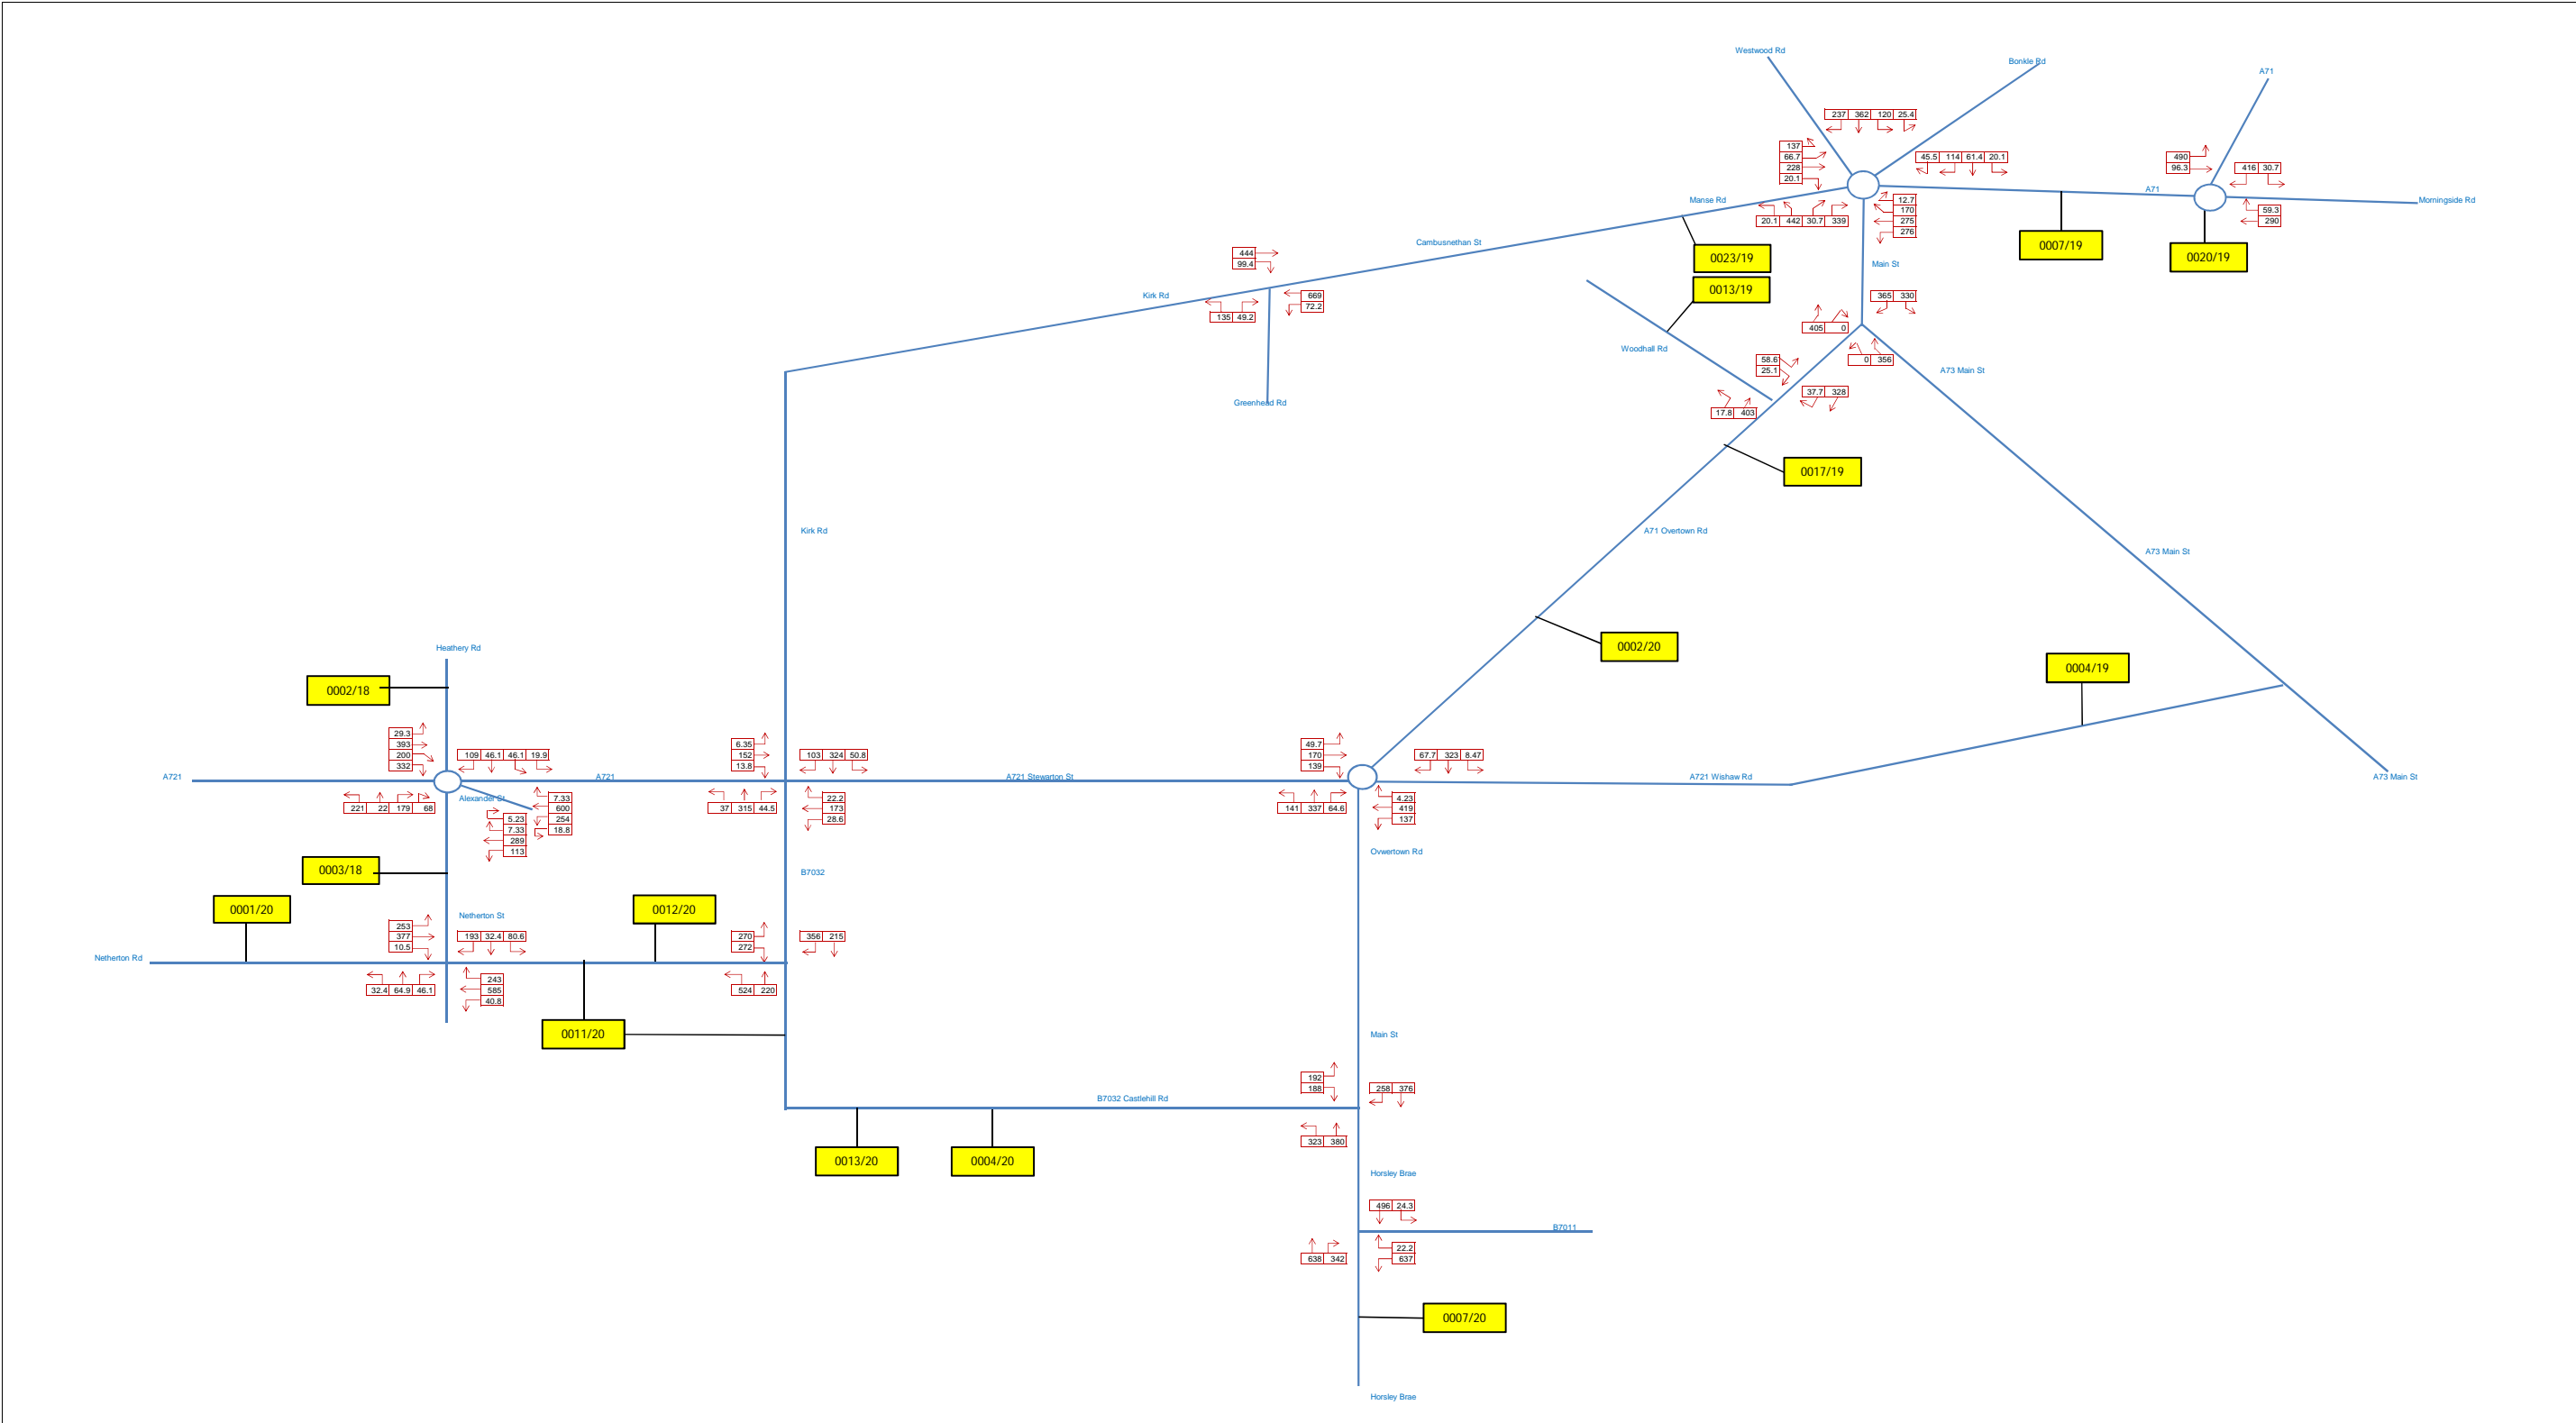 Westwood Rd
Bonkle Rd
A71
237 362 120 25.4
137
66.7
228
20.1
45.5 114 61.4 20.1
490
96.3
416 30.7
A71
Morningside Rd
Manse Rd
20.1 442 30.7 339
12.7
170
275
276
59.3
290
0007/19
0020/19
Cambusnethan St
0023/19
444
99.4
Main St
0013/19
Kirk Rd
669
72.2
135 49.2
365 330
405 0
Woodhall Rd
58.6
25.1
0 356
A73 Main St
37.7 328
Greenhead Rd
17.8 403
0017/19
Kirk Rd
A71 Overtown Rd
A73 Main St
Heathery Rd
0002/20
0004/19
0002/18
29.3
393
200
332
109 46.1 46.1 19.9
6.35
152
13.8
103 324 50.8
49.7
170
139
67.7 323 8.47
A721
A721
A721 Stewarton St
A721 Wishaw Rd
A73 Main St
221 22 179 68
Alexander St
7.33
600
254
18.8
5.23
7.33
289
113
37 315 44.5
22.2
173
28.6
141 337 64.6
4.23
419
137
Ovwertown Rd
0003/18
B7032
0001/20
0012/20
Netherton St
253
377
10.5
193 32.4 80.6
270
272
356 215
Netherton Rd
32.4 64.9 46.1
243
585
40.8
524 220
0011/20
Main St
192
188
258 376
B7032 Castlehill Rd
323 380
0013/20
0004/20
Horsley Brae
496 24.3
B7011
638 342
22.2
637
0007/20
Horsley Brae